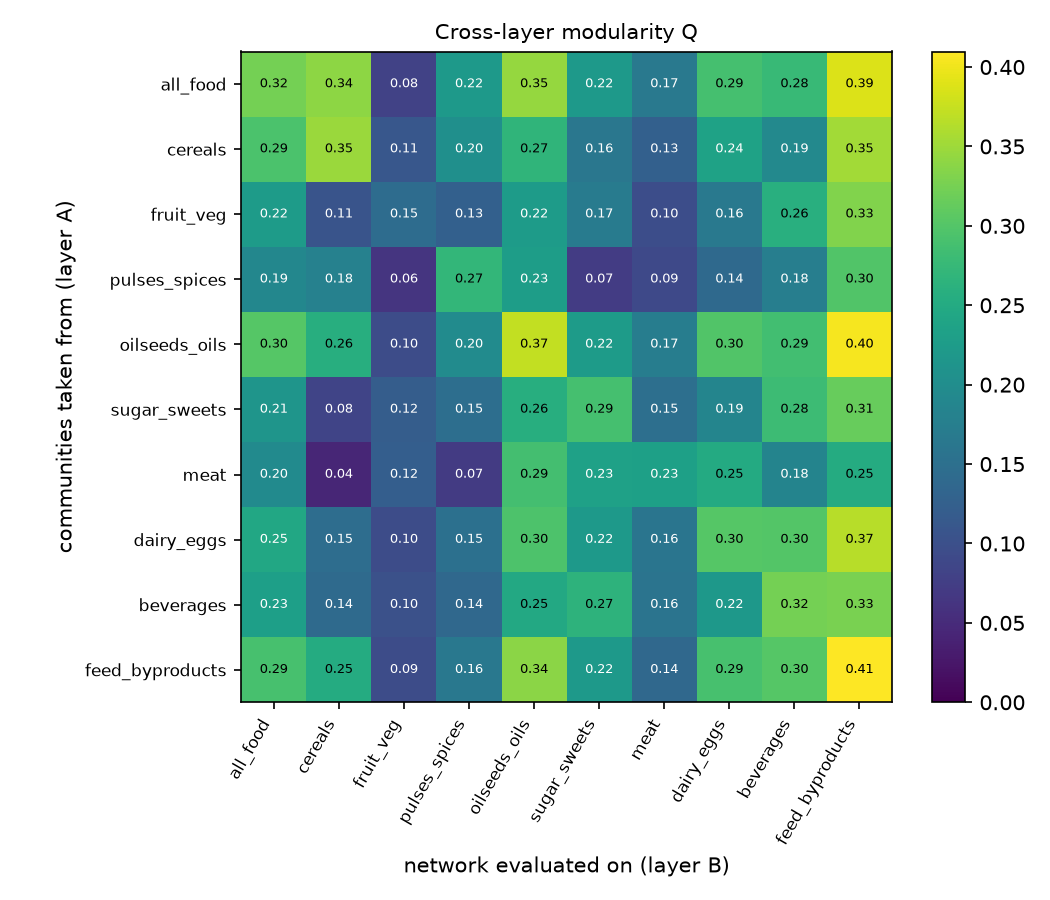 Cross-layer modularity Q
communities taken from (layer A)
all_food 0.32 0.34 0.08 0.22 0.35 0.22 0.17 0.29 0.28 0.39
cereals 0.29 0.35 0.11 0.20 0.27 0.16 0.13 0.24 0.19 0.35
fruit_veg 0.22 0.11 0.15 0.13 0.22 0.17 0.10 0.16 0.26 0.33
pulses_spices 0.19 0.18 0.06 0.27 0.23 0.07 0.09 0.14 0.18 0.30
oilseeds_oils 0.30 0.26 0.10 0.20 0.37 0.22 0.17 0.30 0.29 0.40
sugar_sweets 0.21 0.08 0.12 0.15 0.26 0.29 0.15 0.19 0.28 0.31
meat 0.20 0.04 0.12 0.07 0.29 0.23 0.23 0.25 0.18 0.25
dairy_eggs 0.25 0.15 0.10 0.15 0.30 0.22 0.16 0.30 0.30 0.37
beverages 0.23 0.14 0.10 0.14 0.25 0.27 0.16 0.22 0.32 0.33
feed_byproducts 0.29 0.25 0.09 0.16 0.34 0.22 0.14 0.29 0.30 0.41
all_food cereals fruit_veg pulses_spices oilseeds_oils sugar_sweets meat dairy_eggs beverages feed_byproducts
network evaluated on (layer B)
0.40
0.35
0.30
0.25
0.20
0.15
0.10
0.05
0.00